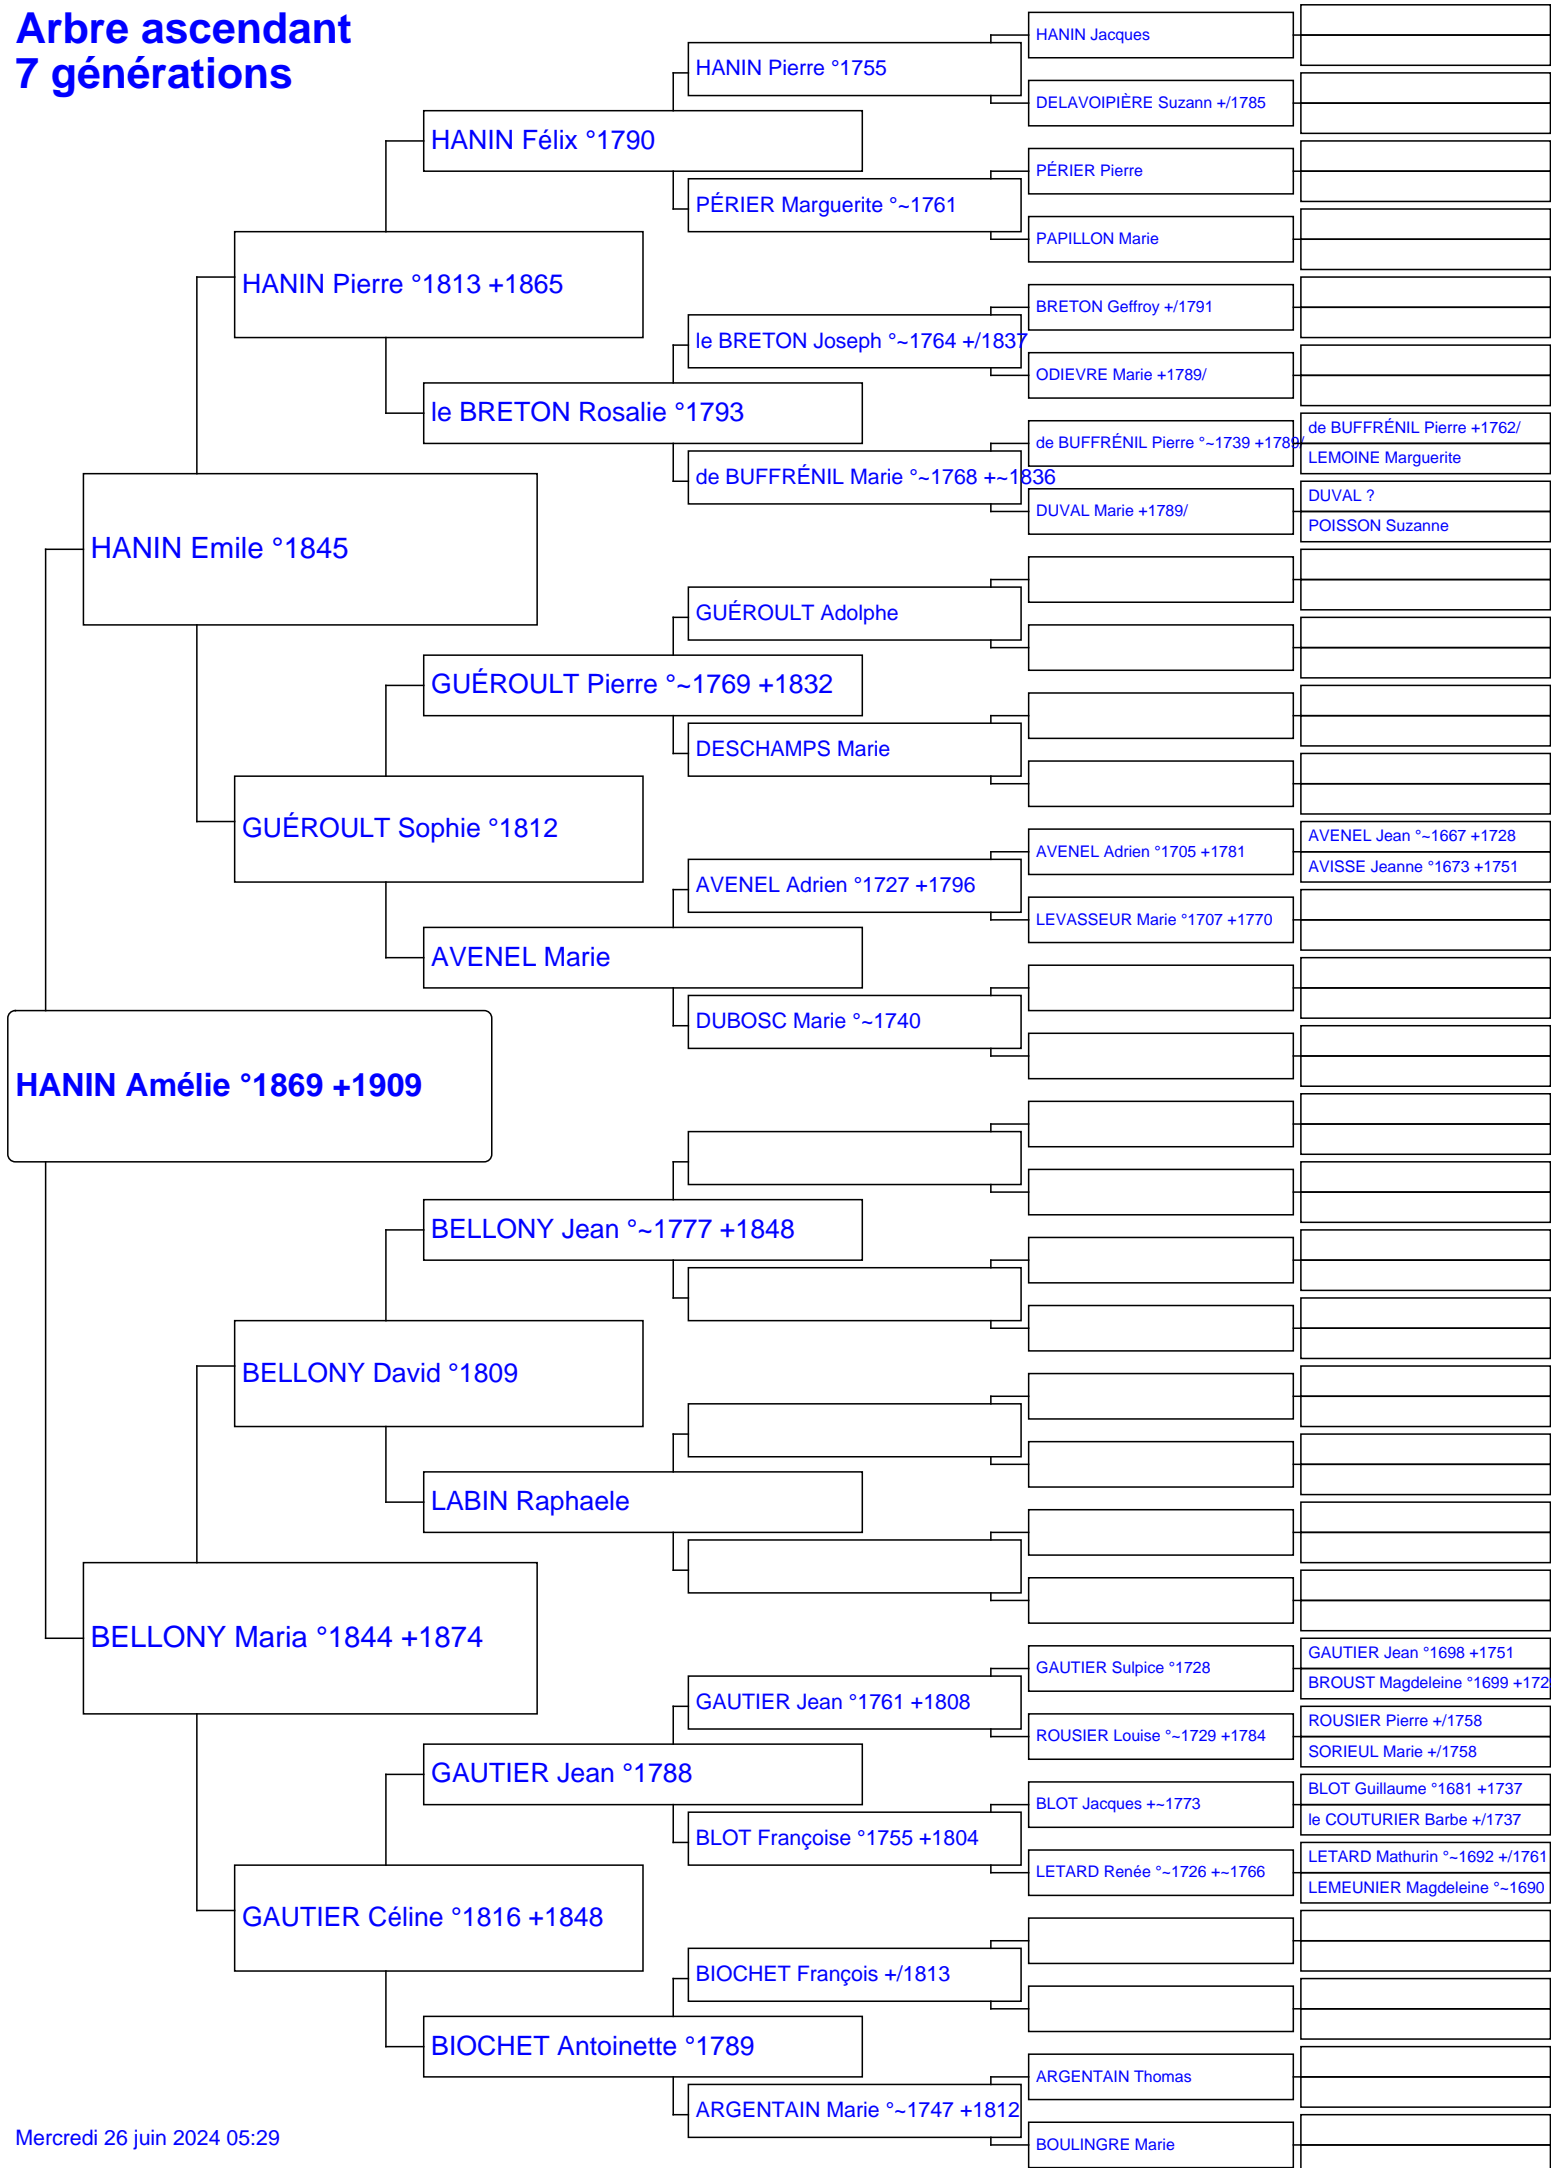 Arbre ascendant
7 générations
HANIN Jacques
HANIN Pierre °1755
DELAVOIPIÈRE Suzann +/1785
HANIN Félix °1790
PÉRIER Pierre
PÉRIER Marguerite °~1761
PAPILLON Marie
HANIN Pierre °1813 +1865
BRETON Geffroy +/1791
le BRETON Joseph °~1764 +/1837
ODIEVRE Marie +1789/
le BRETON Rosalie °1793
de BUFFRÉNIL Pierre +1762/
de BUFFRÉNIL Pierre °~1739 +1789/
LEMOINE Marguerite
de BUFFRÉNIL Marie °~1768 +~1836
DUVAL ?
DUVAL Marie +1789/
POISSON Suzanne
HANIN Emile °1845
GUÉROULT Adolphe
GUÉROULT Pierre °~1769 +1832
DESCHAMPS Marie
GUÉROULT Sophie °1812
AVENEL Jean °~1667 +1728
AVENEL Adrien °1705 +1781
AVISSE Jeanne °1673 +1751
AVENEL Adrien °1727 +1796
LEVASSEUR Marie °1707 +1770
AVENEL Marie
DUBOSC Marie °~1740
HANIN Amélie °1869 +1909
BELLONY Jean °~1777 +1848
BELLONY David °1809
LABIN Raphaele
BELLONY Maria °1844 +1874
GAUTIER Jean °1698 +1751
GAUTIER Sulpice °1728
BROUST Magdeleine °1699 +172
GAUTIER Jean °1761 +1808
ROUSIER Pierre +/1758
ROUSIER Louise °~1729 +1784
SORIEUL Marie +/1758
GAUTIER Jean °1788
BLOT Guillaume °1681 +1737
BLOT Jacques +~1773
le COUTURIER Barbe +/1737
BLOT Françoise °1755 +1804
LETARD Mathurin °~1692 +/1761
LETARD Renée °~1726 +~1766
LEMEUNIER Magdeleine °~1690
GAUTIER Céline °1816 +1848
BIOCHET François +/1813
BIOCHET Antoinette °1789
ARGENTAIN Thomas
ARGENTAIN Marie °~1747 +1812
BOULINGRE Marie
Mercredi 26 juin 2024 05:29